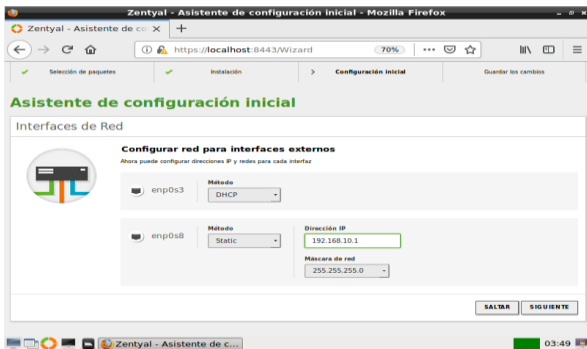 Zentyal - Asistente de configuración inicial - Mozilla Firefox
Zentyal - Asistente de co
https://localhost:8443/Wizard
70%
Selección de paquetes
Instalación
Configuración inicial
Guardar los cambios
Asistente de configuración inicial
Interfaces de Red
Configurar red para interfaces externos
Ahora puede configurar direcciones IP y redes para cada interfaz
enp0s3
Método
DHCP
enp0s8
Método
Static
Dirección IP
192.168.10.1
Máscara de red
255.255.255.0
SALTAR
SIGUIENTE
Zentyal - Asistente de c...
03:49